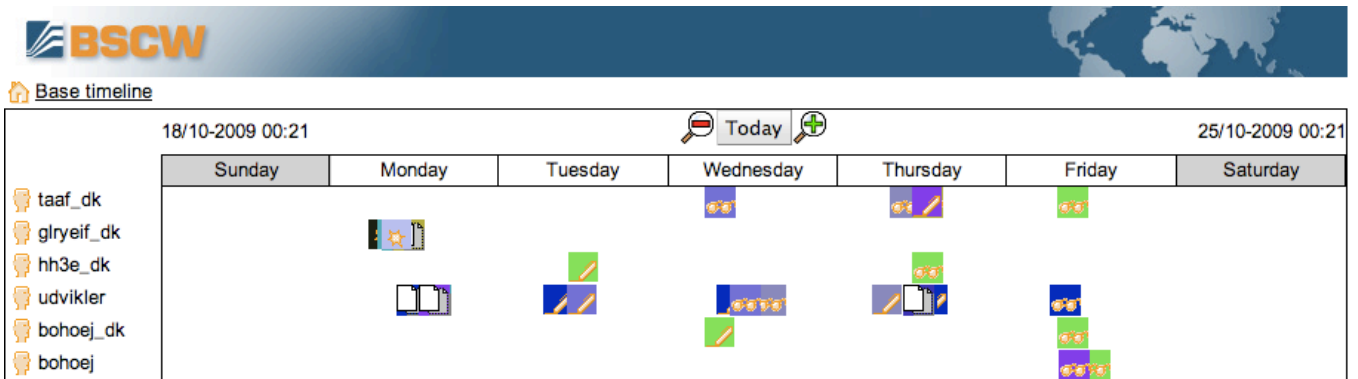 BSCW
Base timeline
18/10-2009 00:21 Today 25/10-2009 00:21
Sunday Monday Tuesday Wednesday Thursday Friday Saturday
taaf_dk
glryeif_dk
hh3e_dk
udvikler
bohoej_dk
bohoej